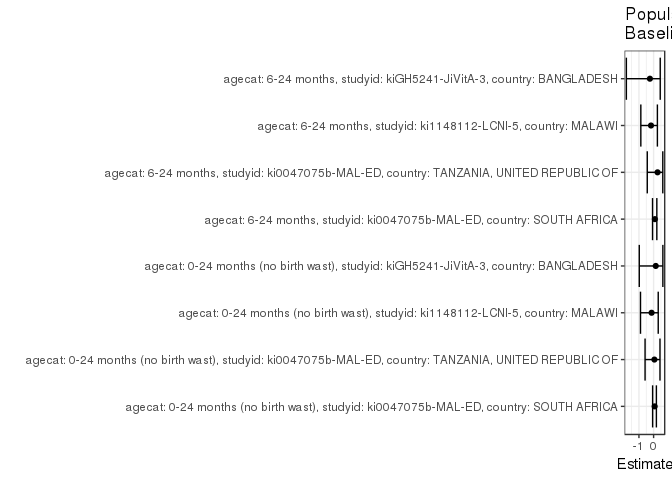 Popul
Baseli
agecat: 6-24 months, studyid: kiGH5241-JiVitA-3, country: BANGLADESH
agecat: 6-24 months, studyid: ki1148112-LCNI-5, country: MALAWI
agecat: 6-24 months, studyid: ki0047075b-MAL-ED, country: TANZANIA, UNITED REPUBLIC OF
agecat: 6-24 months, studyid: ki0047075b-MAL-ED, country: SOUTH AFRICA
agecat: 0-24 months (no birth wast), studyid: kiGH5241-JiVitA-3, country: BANGLADESH
agecat: 0-24 months (no birth wast), studyid: ki1148112-LCNI-5, country: MALAWI
agecat: 0-24 months (no birth wast), studyid: ki0047075b-MAL-ED, country: TANZANIA, UNITED REPUBLIC OF
agecat: 0-24 months (no birth wast), studyid: ki0047075b-MAL-ED, country: SOUTH AFRICA
-1 0
Estimate